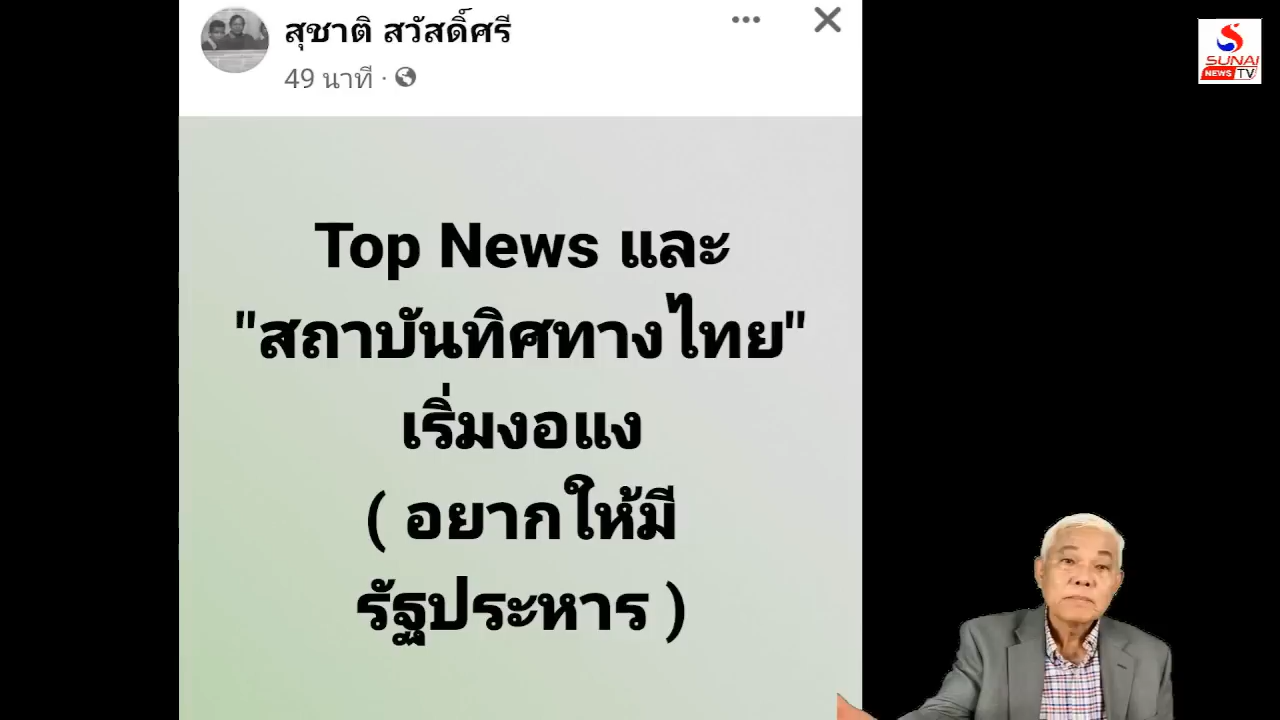 สุชาติ สวัสดิ์ศรี
49 นาที ·
SUNAI
NEWS TV
Top News และ
"สถาบันทิศทางไทย"
เริ่มงอแง
( อยากให้มี
รัฐประหาร )